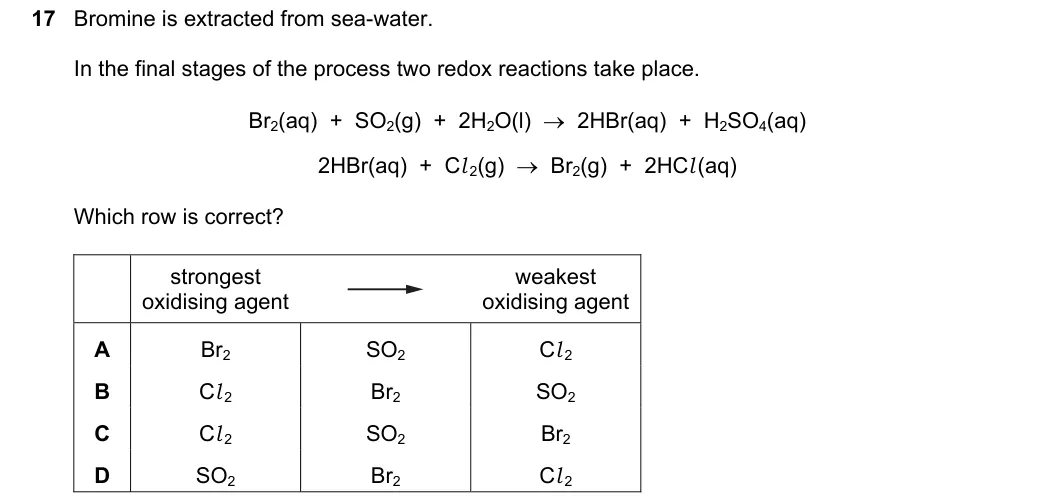 17 Bromine is extracted from sea-water.
In the final stages of the process two redox reactions take place.
Br₂(aq) + SO₂(g) + 2H₂O(l) → 2HBr(aq) + H₂SO₄(aq)
2HBr(aq) + Cl₂(g) → Br₂(g) + 2HCl(aq)
Which row is correct?
strongest oxidising agent → weakest oxidising agent
A Br₂ SO₂ Cl₂
B Cl₂ Br₂ SO₂
C Cl₂ SO₂ Br₂
D SO₂ Br₂ Cl₂